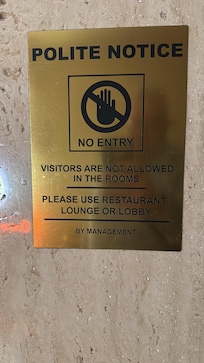 POLITE NOTICE
NO ENTRY
VISITORS ARE NOT ALLOWED
IN THE ROOMS
PLEASE USE RESTAURANT
LOUNGE OR LOBBY
BY MANAGEMENT